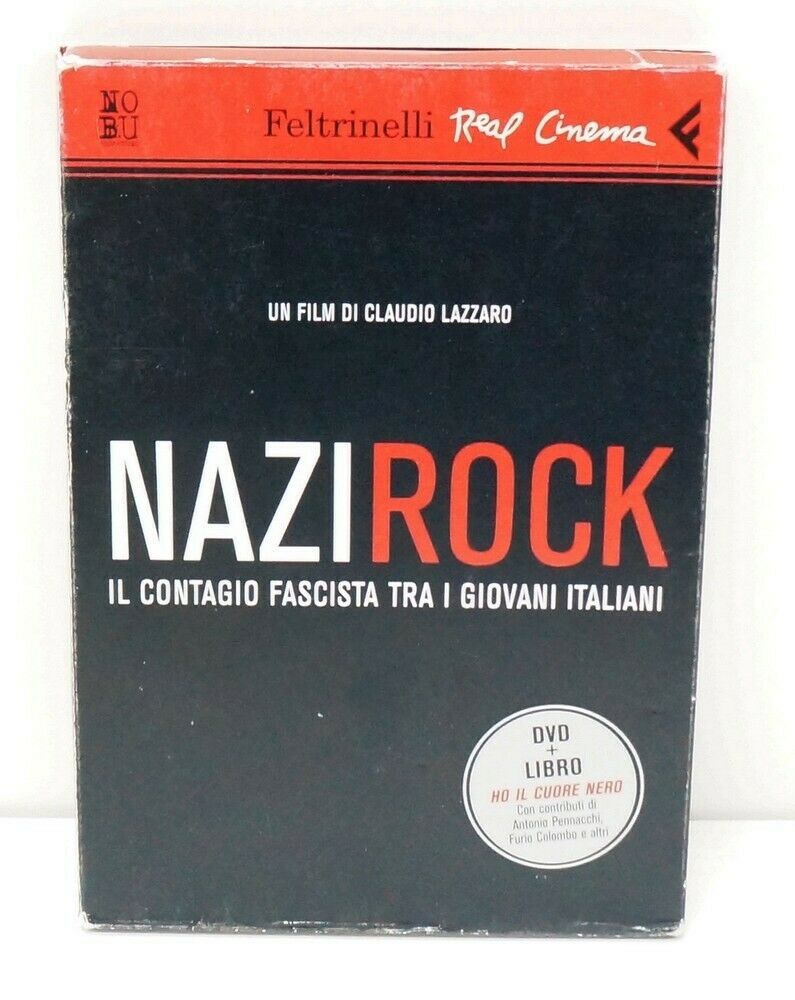 NO
BU
Feltrinelli Real Cinema
UN FILM DI CLAUDIO LAZZARO
NAZIROCK
IL CONTAGIO FASCISTA TRA I GIOVANI ITALIANI
DVD
+
LIBRO
HO IL CUORE NERO
Con contributi di
Antonio Pennacchi,
Furio Colombo e altri